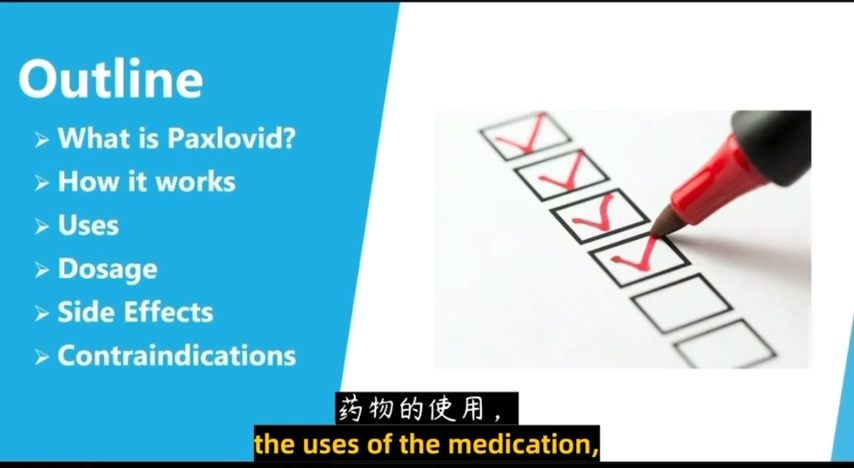 Outline
What is Paxlovid?
How it works
Uses
Dosage
Side Effects
Contraindications
药物的使用，
the uses of the medication,